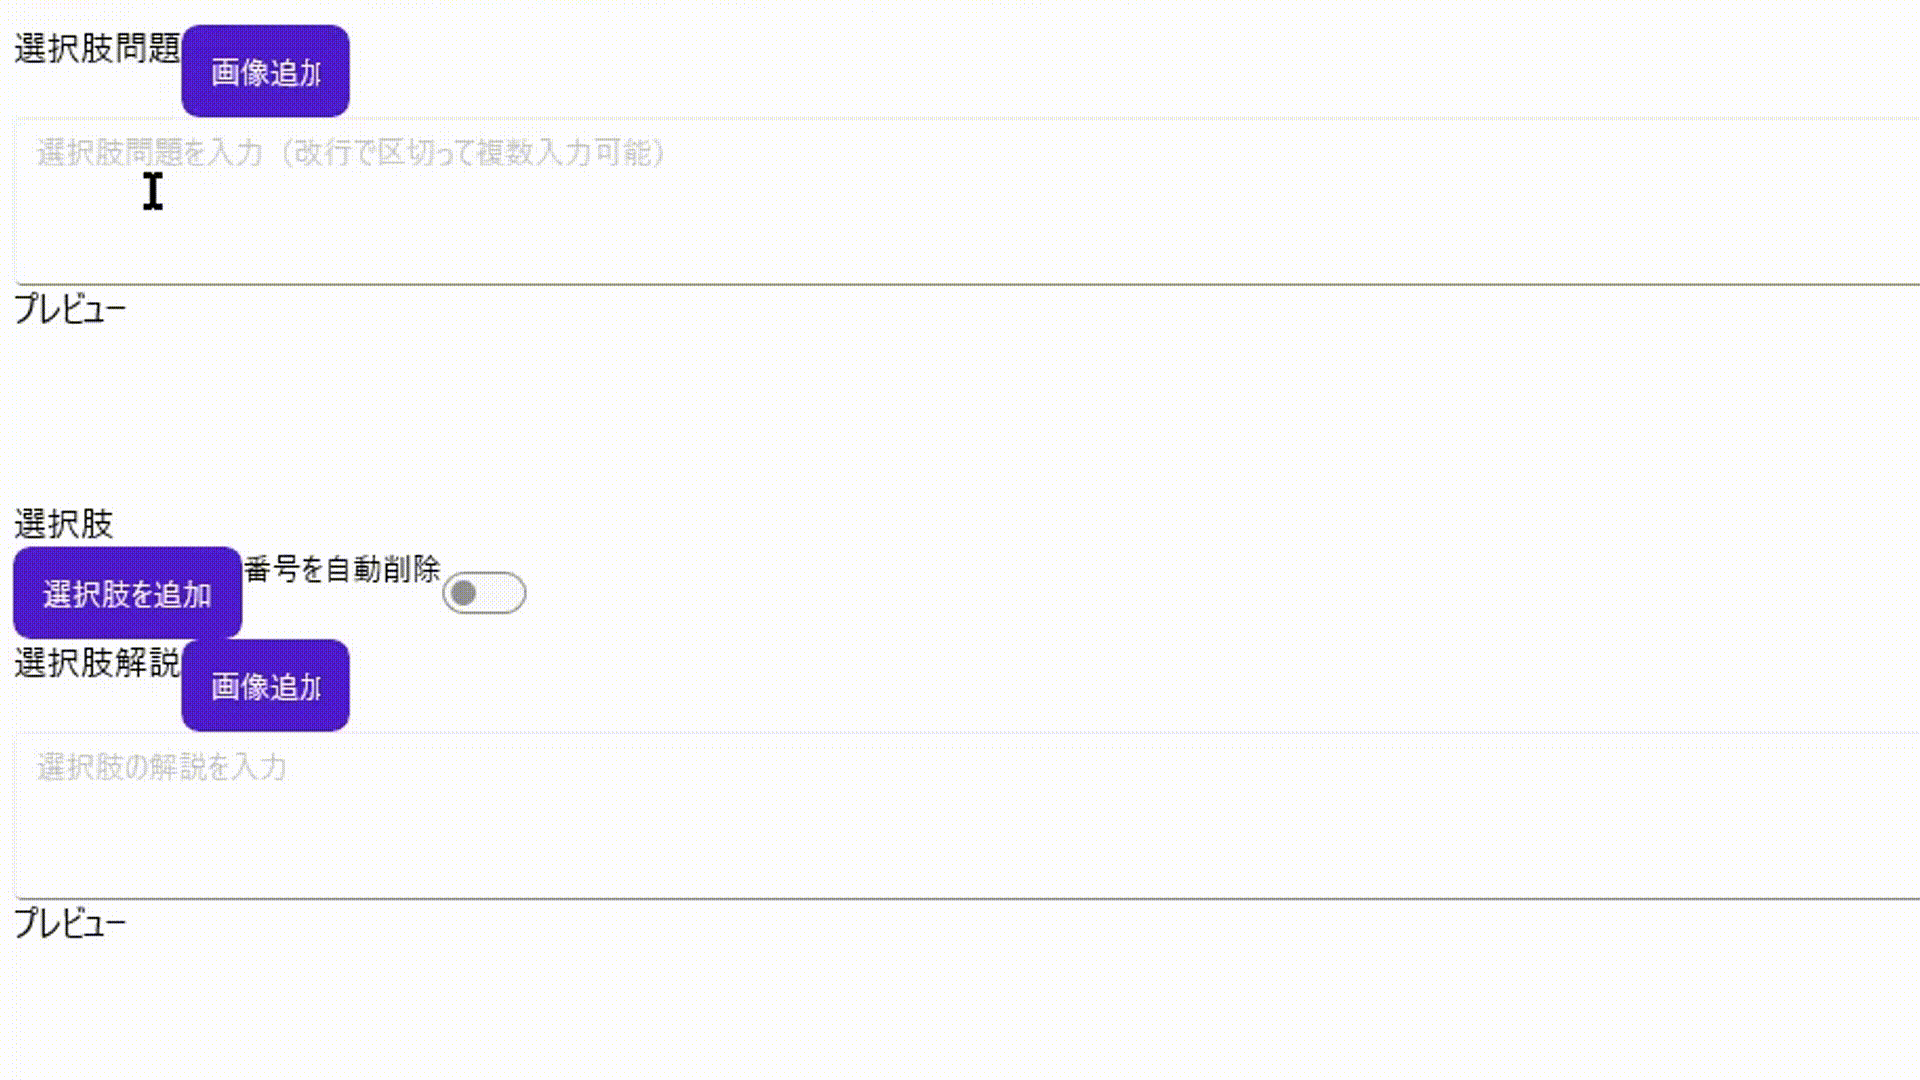 選択肢問題 画像追加
選択肢問題を入力（改行で区切って複数入力可能）
プレビュー
選択肢
選択肢を追加 番号を自動削除
選択肢解説 画像追加
選択肢の解説を入力
プレビュー